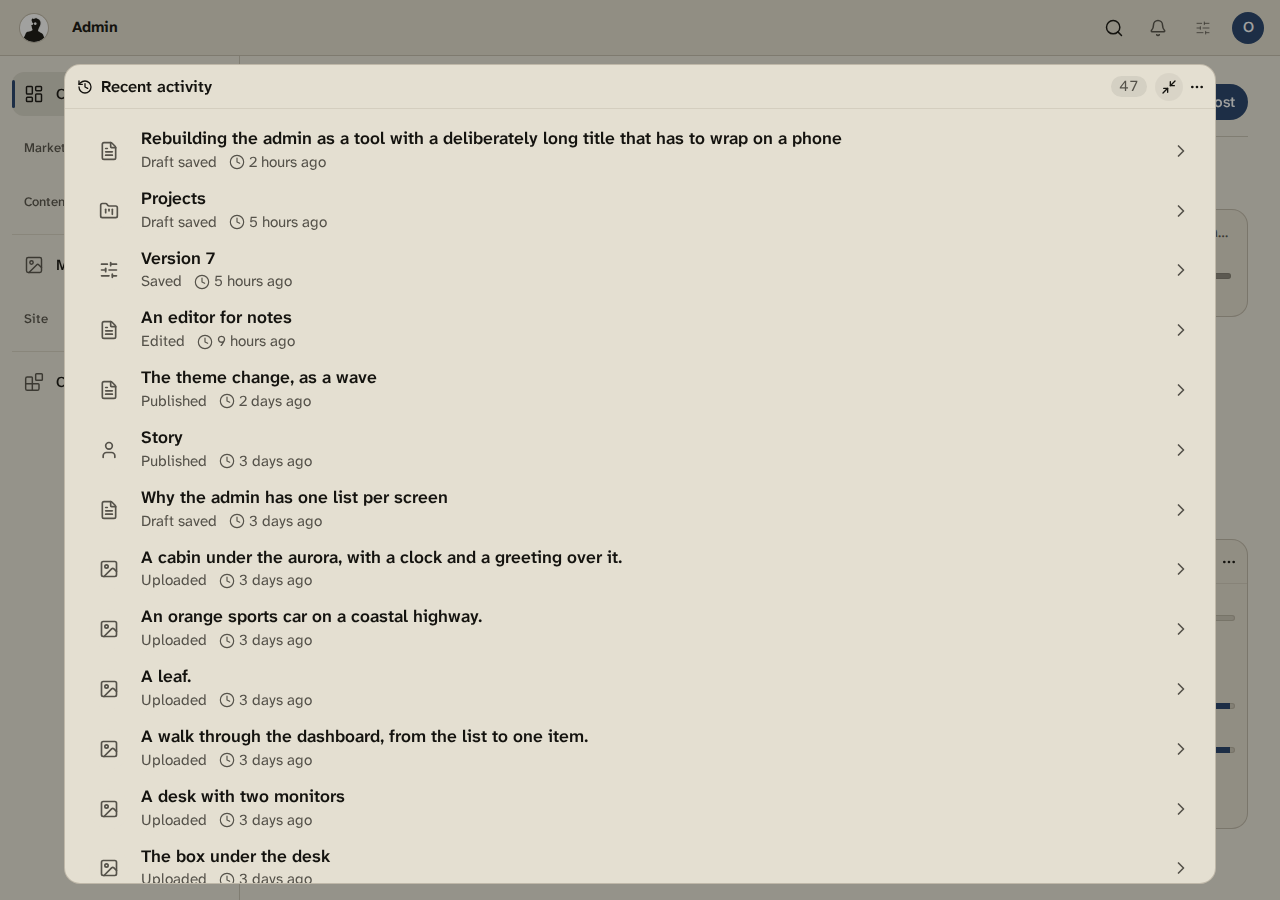 Admin
O
Recent activity
47
Rebuilding the admin as a tool with a deliberately long title that has to wrap on a phone
Draft saved 2 hours ago
Projects
Draft saved 5 hours ago
Version 7
Saved 5 hours ago
An editor for notes
Edited 9 hours ago
The theme change, as a wave
Published 2 days ago
Story
Published 3 days ago
Why the admin has one list per screen
Draft saved 3 days ago
A cabin under the aurora, with a clock and a greeting over it.
Uploaded 3 days ago
An orange sports car on a coastal highway.
Uploaded 3 days ago
A leaf.
Uploaded 3 days ago
A walk through the dashboard, from the list to one item.
Uploaded 3 days ago
A desk with two monitors
Uploaded 3 days ago
The box under the desk
Uploaded 3 days ago
Site